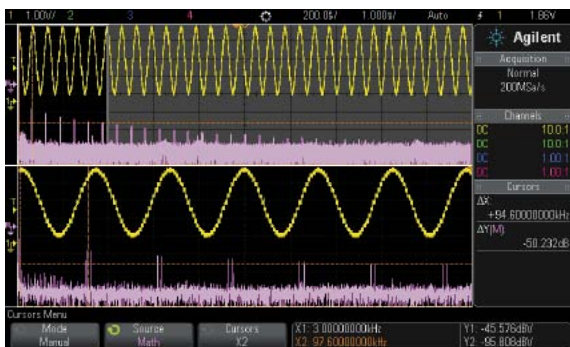 1 1.00V/ 2 3 4 200.0s/ 1.000s/ Auto 1 1.86V
Agilent
Acquisition
Normal
200MSa/s
Channels
DC 10.0:1
DC 10.0:1
DC 1.00:1
DC 1.00:1
Cursors
ΔX:
+94.60000000kHz
ΔY(M):
-50.232dB
Cursors Menu
Mode
Manual
Source
Math
Cursors
X2
X1: 3.00000000kHz
X2: 97.6000000kHz
Y1: -45.576dBV
Y2: -95.808dBV